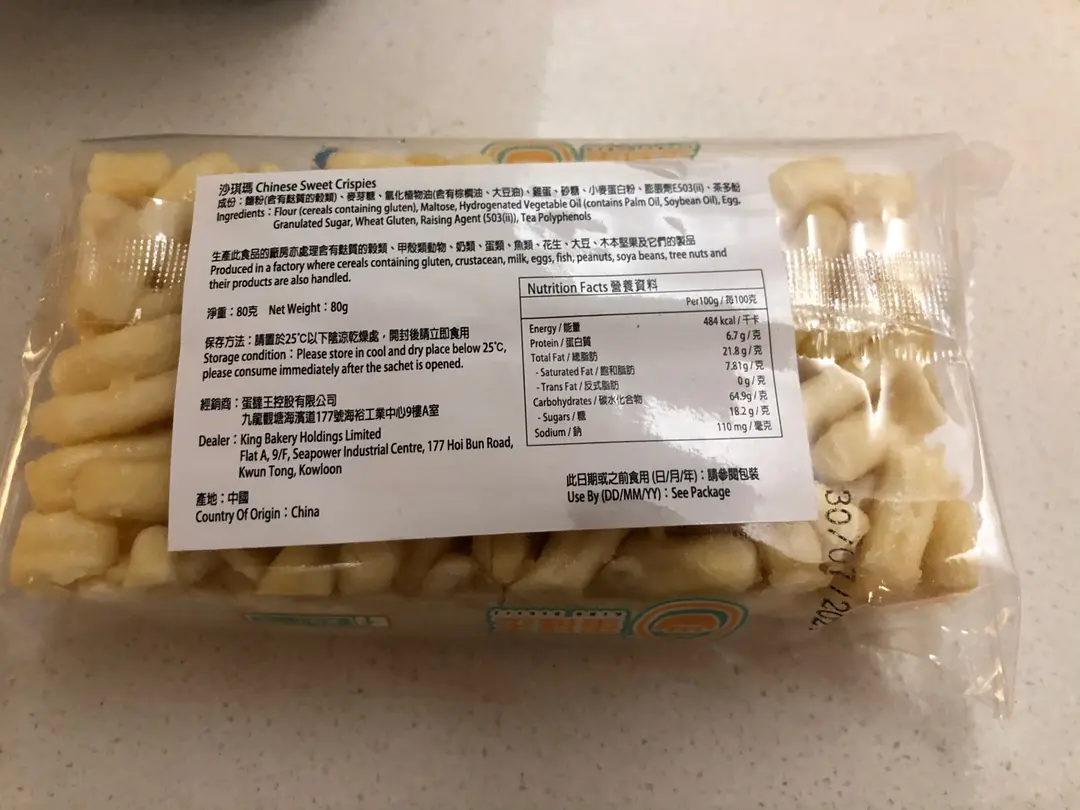 沙琪瑪 Chinese Sweet Crispies
成份：麵粉(含有麩質的穀類)、麥芽糖、氫化植物油(含有棕櫚油、大豆油)、雞蛋、砂糖、小麥蛋白粉、膨脹劑E503(ii)、茶多酚
Ingredients：Flour (cereals containing gluten), Maltose, Hydrogenated Vegetable Oil (contains Palm Oil, Soybean Oil), Egg,
Granulated Sugar, Wheat Gluten, Raising Agent (503(ii)), Tea Polyphenols
生產此食品的廠房亦處理含有麩質的穀類、甲殼類動物、奶類、蛋類、魚類、花生、大豆、木本堅果及它們的製品
Produced in a factory where cereals containing gluten, crustacean, milk, eggs, fish, peanuts, soya beans, tree nuts and
their products are also handled.
淨重：80克 Net Weight：80g
保存方法：請置於25℃以下陰涼乾燥處，開封後請立即食用
Storage condition：Please store in cool and dry place below 25℃,
please consume immediately after the sachet is opened.
經銷商：蛋撻王控股有限公司
九龍觀塘海濱道177號海裕工業中心9樓A室
Dealer：King Bakery Holdings Limited
Flat A, 9/F, Seapower Industrial Centre, 177 Hoi Bun Road,
Kwun Tong, Kowloon
產地：中國
Country Of Origin：China
Nutrition Facts 營養資料
Per100g / 每100克
Energy / 能量 484 kcal / 千卡
Protein / 蛋白質 6.7 g / 克
Total Fat / 總脂肪 21.8 g / 克
- Saturated Fat / 飽和脂肪 7.81g / 克
- Trans Fat / 反式脂肪 0 g / 克
Carbohydrates / 碳水化合物 64.9g / 克
- Sugars / 糖 18.2 g / 克
Sodium / 鈉 110 mg / 毫克
此日期或之前食用 (日/月/年)：請參閱包裝
Use By (DD/MM/YY)：See Package
30/07/202